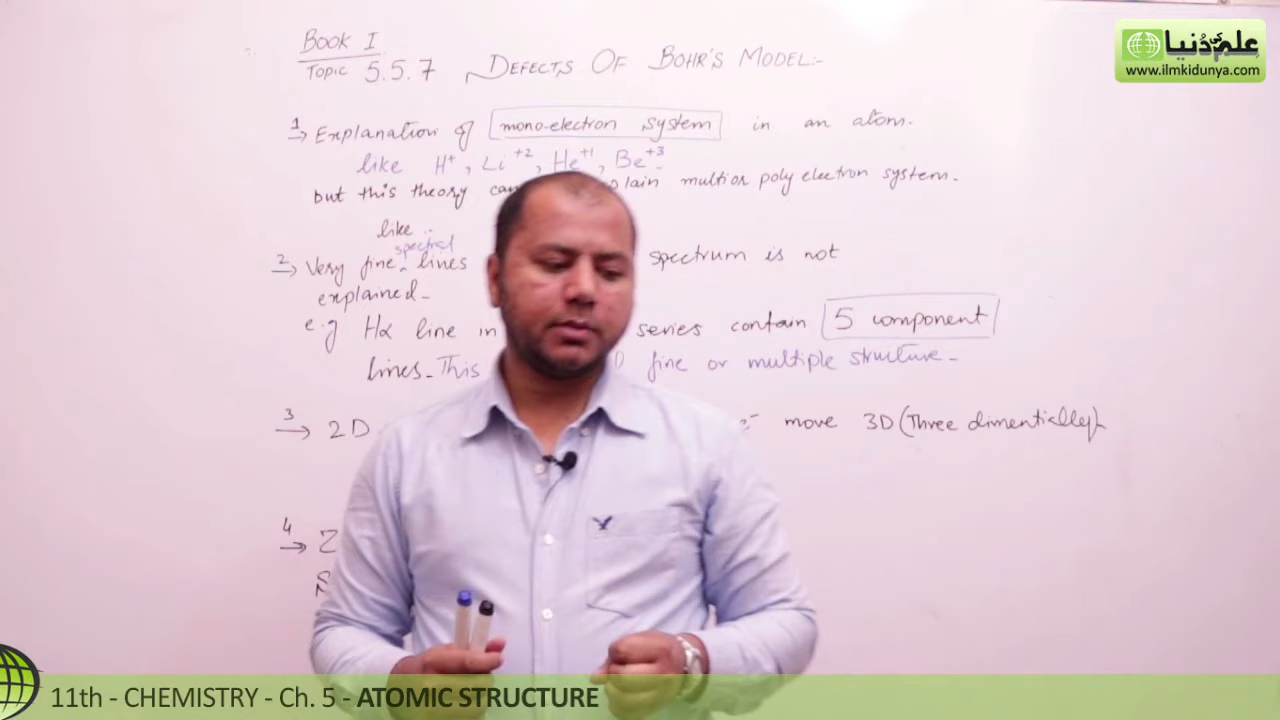 BOOK I
TOPIC 5.5.7 DEFECTS OF BOHR'S MODEL:-
1 → Explanation of mono-electron system in an atom.
like H+, Li+2, He+1, Be+3
but this theory multi or poly electron system.
like
spectral
2 → Very fine lines spectrum is not
explained.
e.g Hα line in series contain 5 component
lines. This fine or multiple structure.
3 → 2D e- move 3D (Three dimentially)
4 →
علم کی دُنیا
www.ilmkidunya.com
11th - CHEMISTRY - Ch. 5 - ATOMIC STRUCTURE